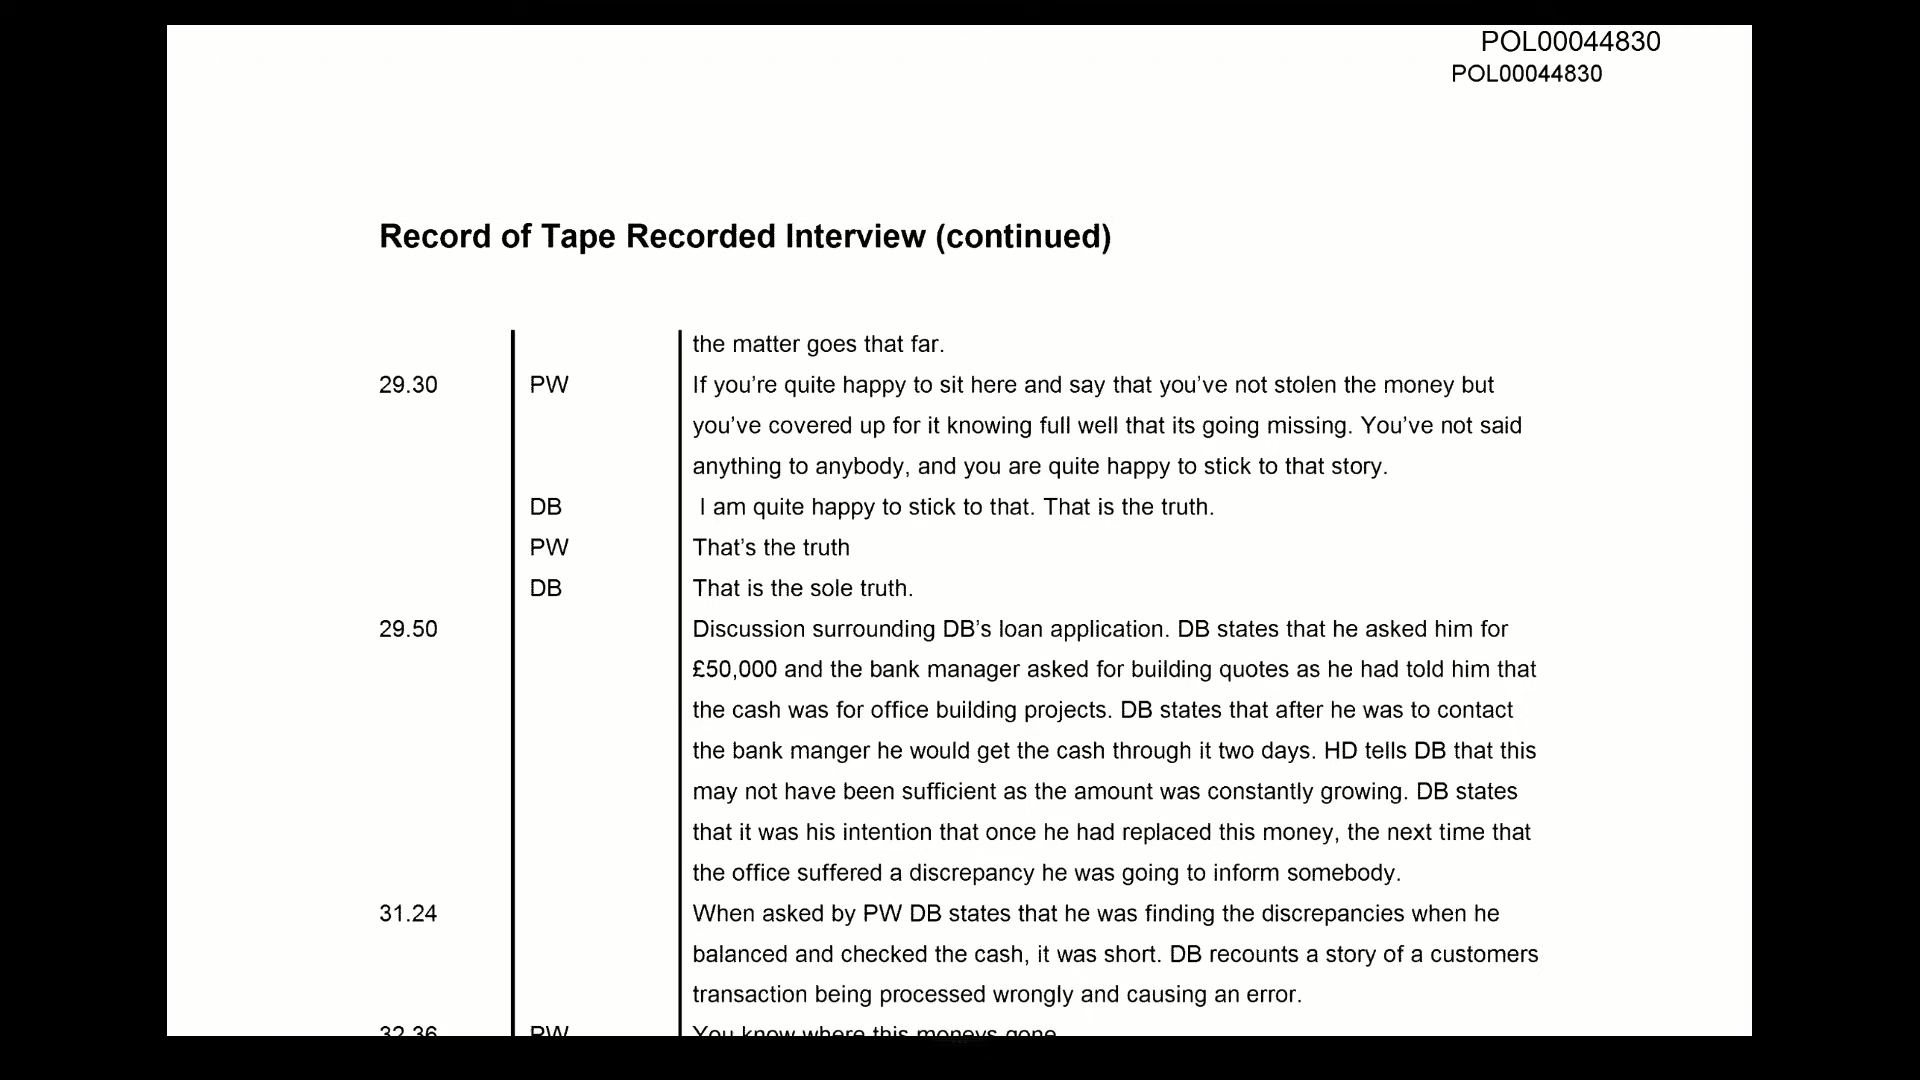 POL00044830
POL00044830
Record of Tape Recorded Interview (continued)
the matter goes that far.
29.30 PW If you’re quite happy to sit here and say that you’ve not stolen the money but
you’ve covered up for it knowing full well that its going missing. You’ve not said
anything to anybody, and you are quite happy to stick to that story.
DB I am quite happy to stick to that. That is the truth.
PW That’s the truth
DB That is the sole truth.
29.50 Discussion surrounding DB’s loan application. DB states that he asked him for
£50,000 and the bank manager asked for building quotes as he had told him that
the cash was for office building projects. DB states that after he was to contact
the bank manger he would get the cash through it two days. HD tells DB that this
may not have been sufficient as the amount was constantly growing. DB states
that it was his intention that once he had replaced this money, the next time that
the office suffered a discrepancy he was going to inform somebody.
31.24 When asked by PW DB states that he was finding the discrepancies when he
balanced and checked the cash, it was short. DB recounts a story of a customers
transaction being processed wrongly and causing an error.
32.36 PW You know where this moneys gone